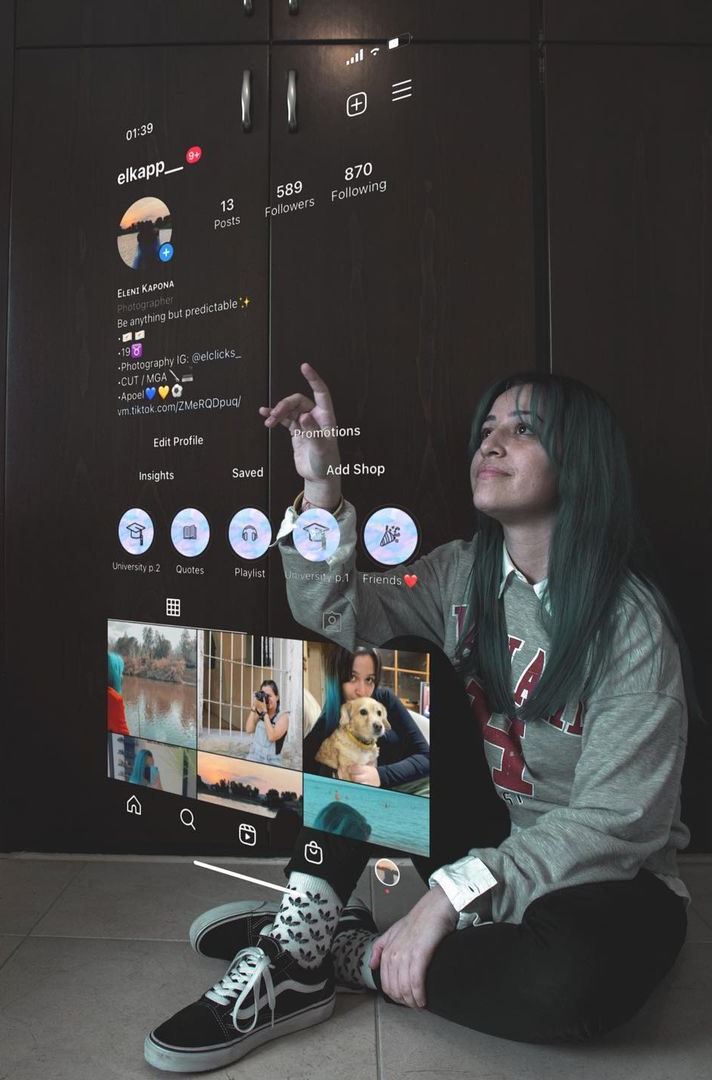 01:39
elkapp__ 9+
13
Posts
589
Followers
870
Following
ELENI KAPONA
Photographer
Be anything but predictable
•
•19
•Photography IG: @elclicks_
•CUT / MGA
•Apoel
vm.tiktok.com/ZMeRQDpuq/
Edit Profile
Promotions
Insights
Saved
Add Shop
University p.2
Quotes
Playlist
University p.1
Friends